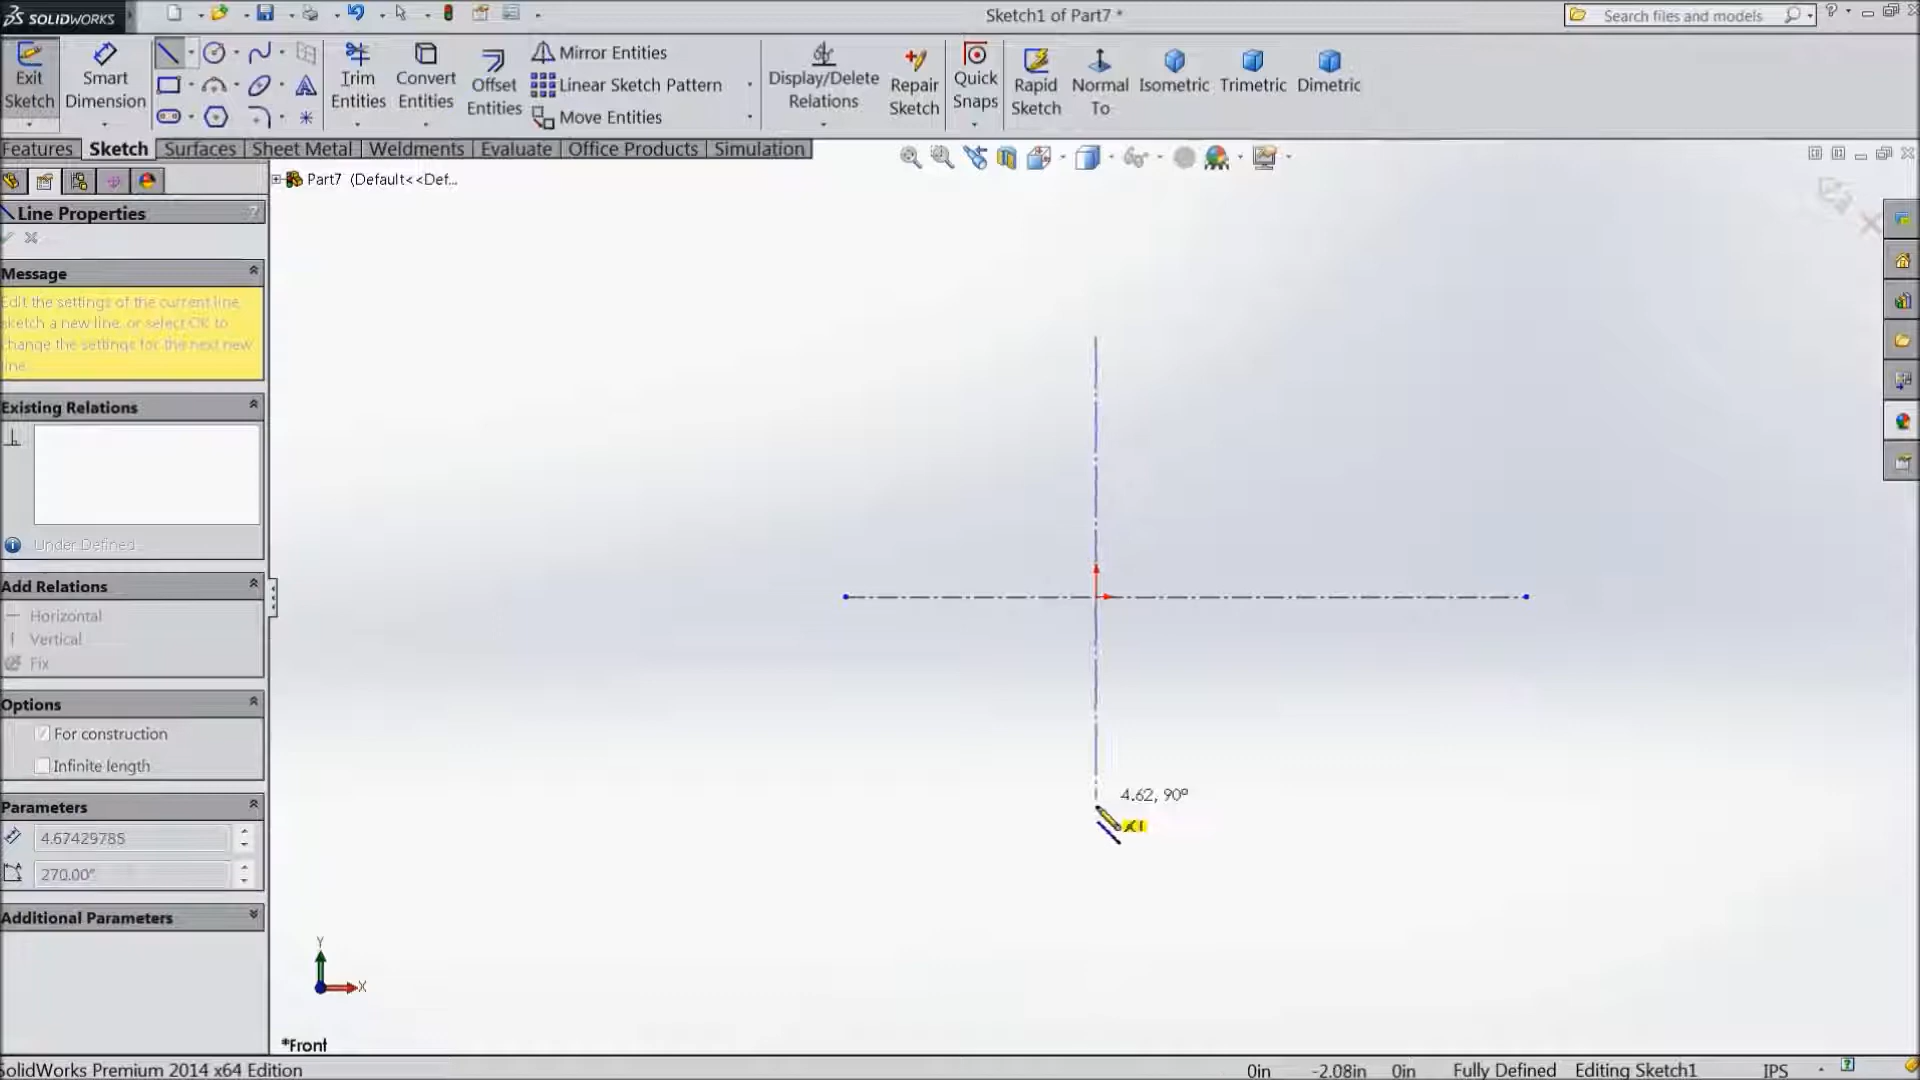 SOLIDWORKS
Sketch1 of Part7 *
Search files and models
Exit Sketch
Smart Dimension
Trim Entities
Convert Entities
Offset Entities
Mirror Entities
Linear Sketch Pattern
Move Entities
Display/Delete Relations
Repair Sketch
Quick Snaps
Rapid Sketch
Normal To
Isometric
Trimetric
Dimetric
Features
Sketch
Surfaces
Sheet Metal
Weldments
Evaluate
Office Products
Simulation
Part7 (Default<<Def...
Line Properties
?
Message
Edit the settings of the current line,
sketch a new line, or select OK to
change the settings for the next new
line.
Existing Relations
Under Defined
Add Relations
Horizontal
Vertical
Fix
Options
For construction
Infinite length
Parameters
4.67429785
270.00°
Additional Parameters
4.62, 90°
Y
X
*Front
SolidWorks Premium 2014 x64 Edition
0in
-2.08in
0in
Fully Defined
Editing Sketch1
IPS